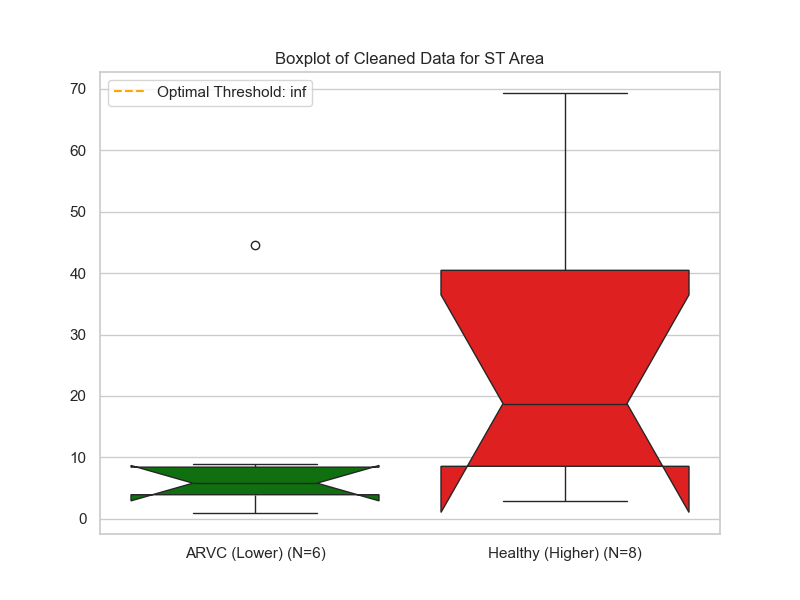 Boxplot of Cleaned Data for ST Area
Optimal Threshold: inf
70
60
50
40
30
20
10
0
ARVC (Lower) (N=6)
Healthy (Higher) (N=8)